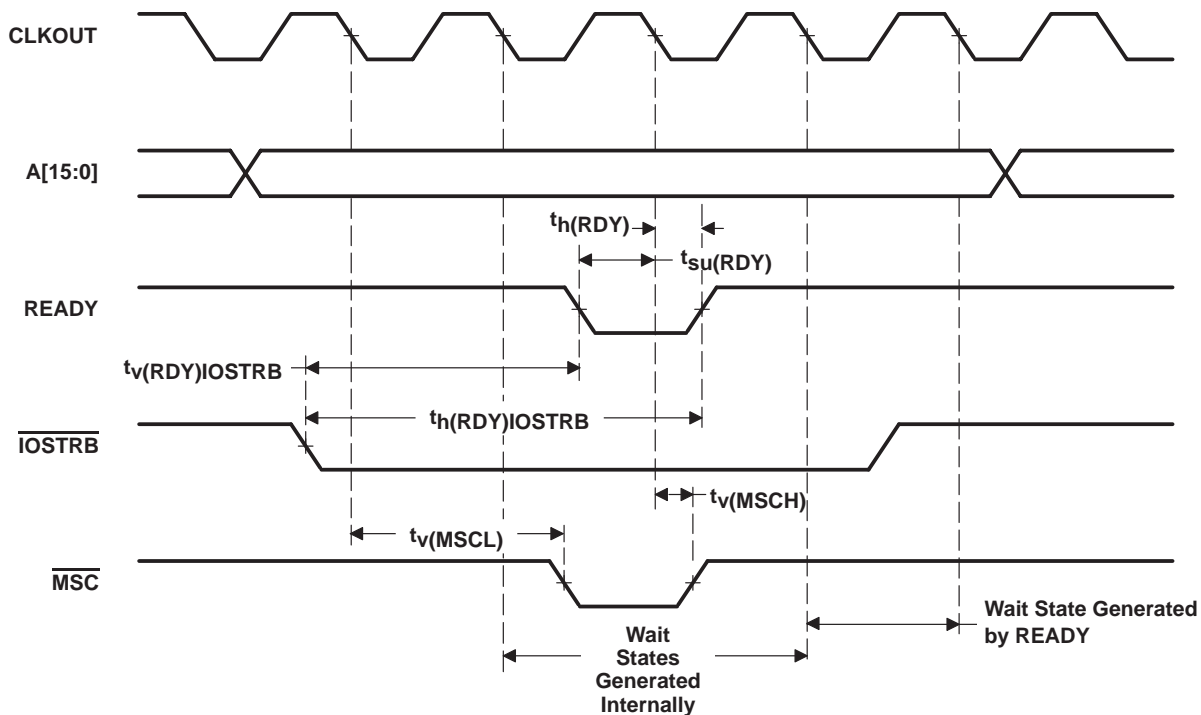 CLKOUT
A[15:0]
th(RDY)
tsu(RDY)
READY
tv(RDY)IOSTRB
th(RDY)IOSTRB
IOSTRB
tv(MSCH)
tv(MSCL)
MSC
Wait State Generated
by READY
Wait
States
Generated
Internally